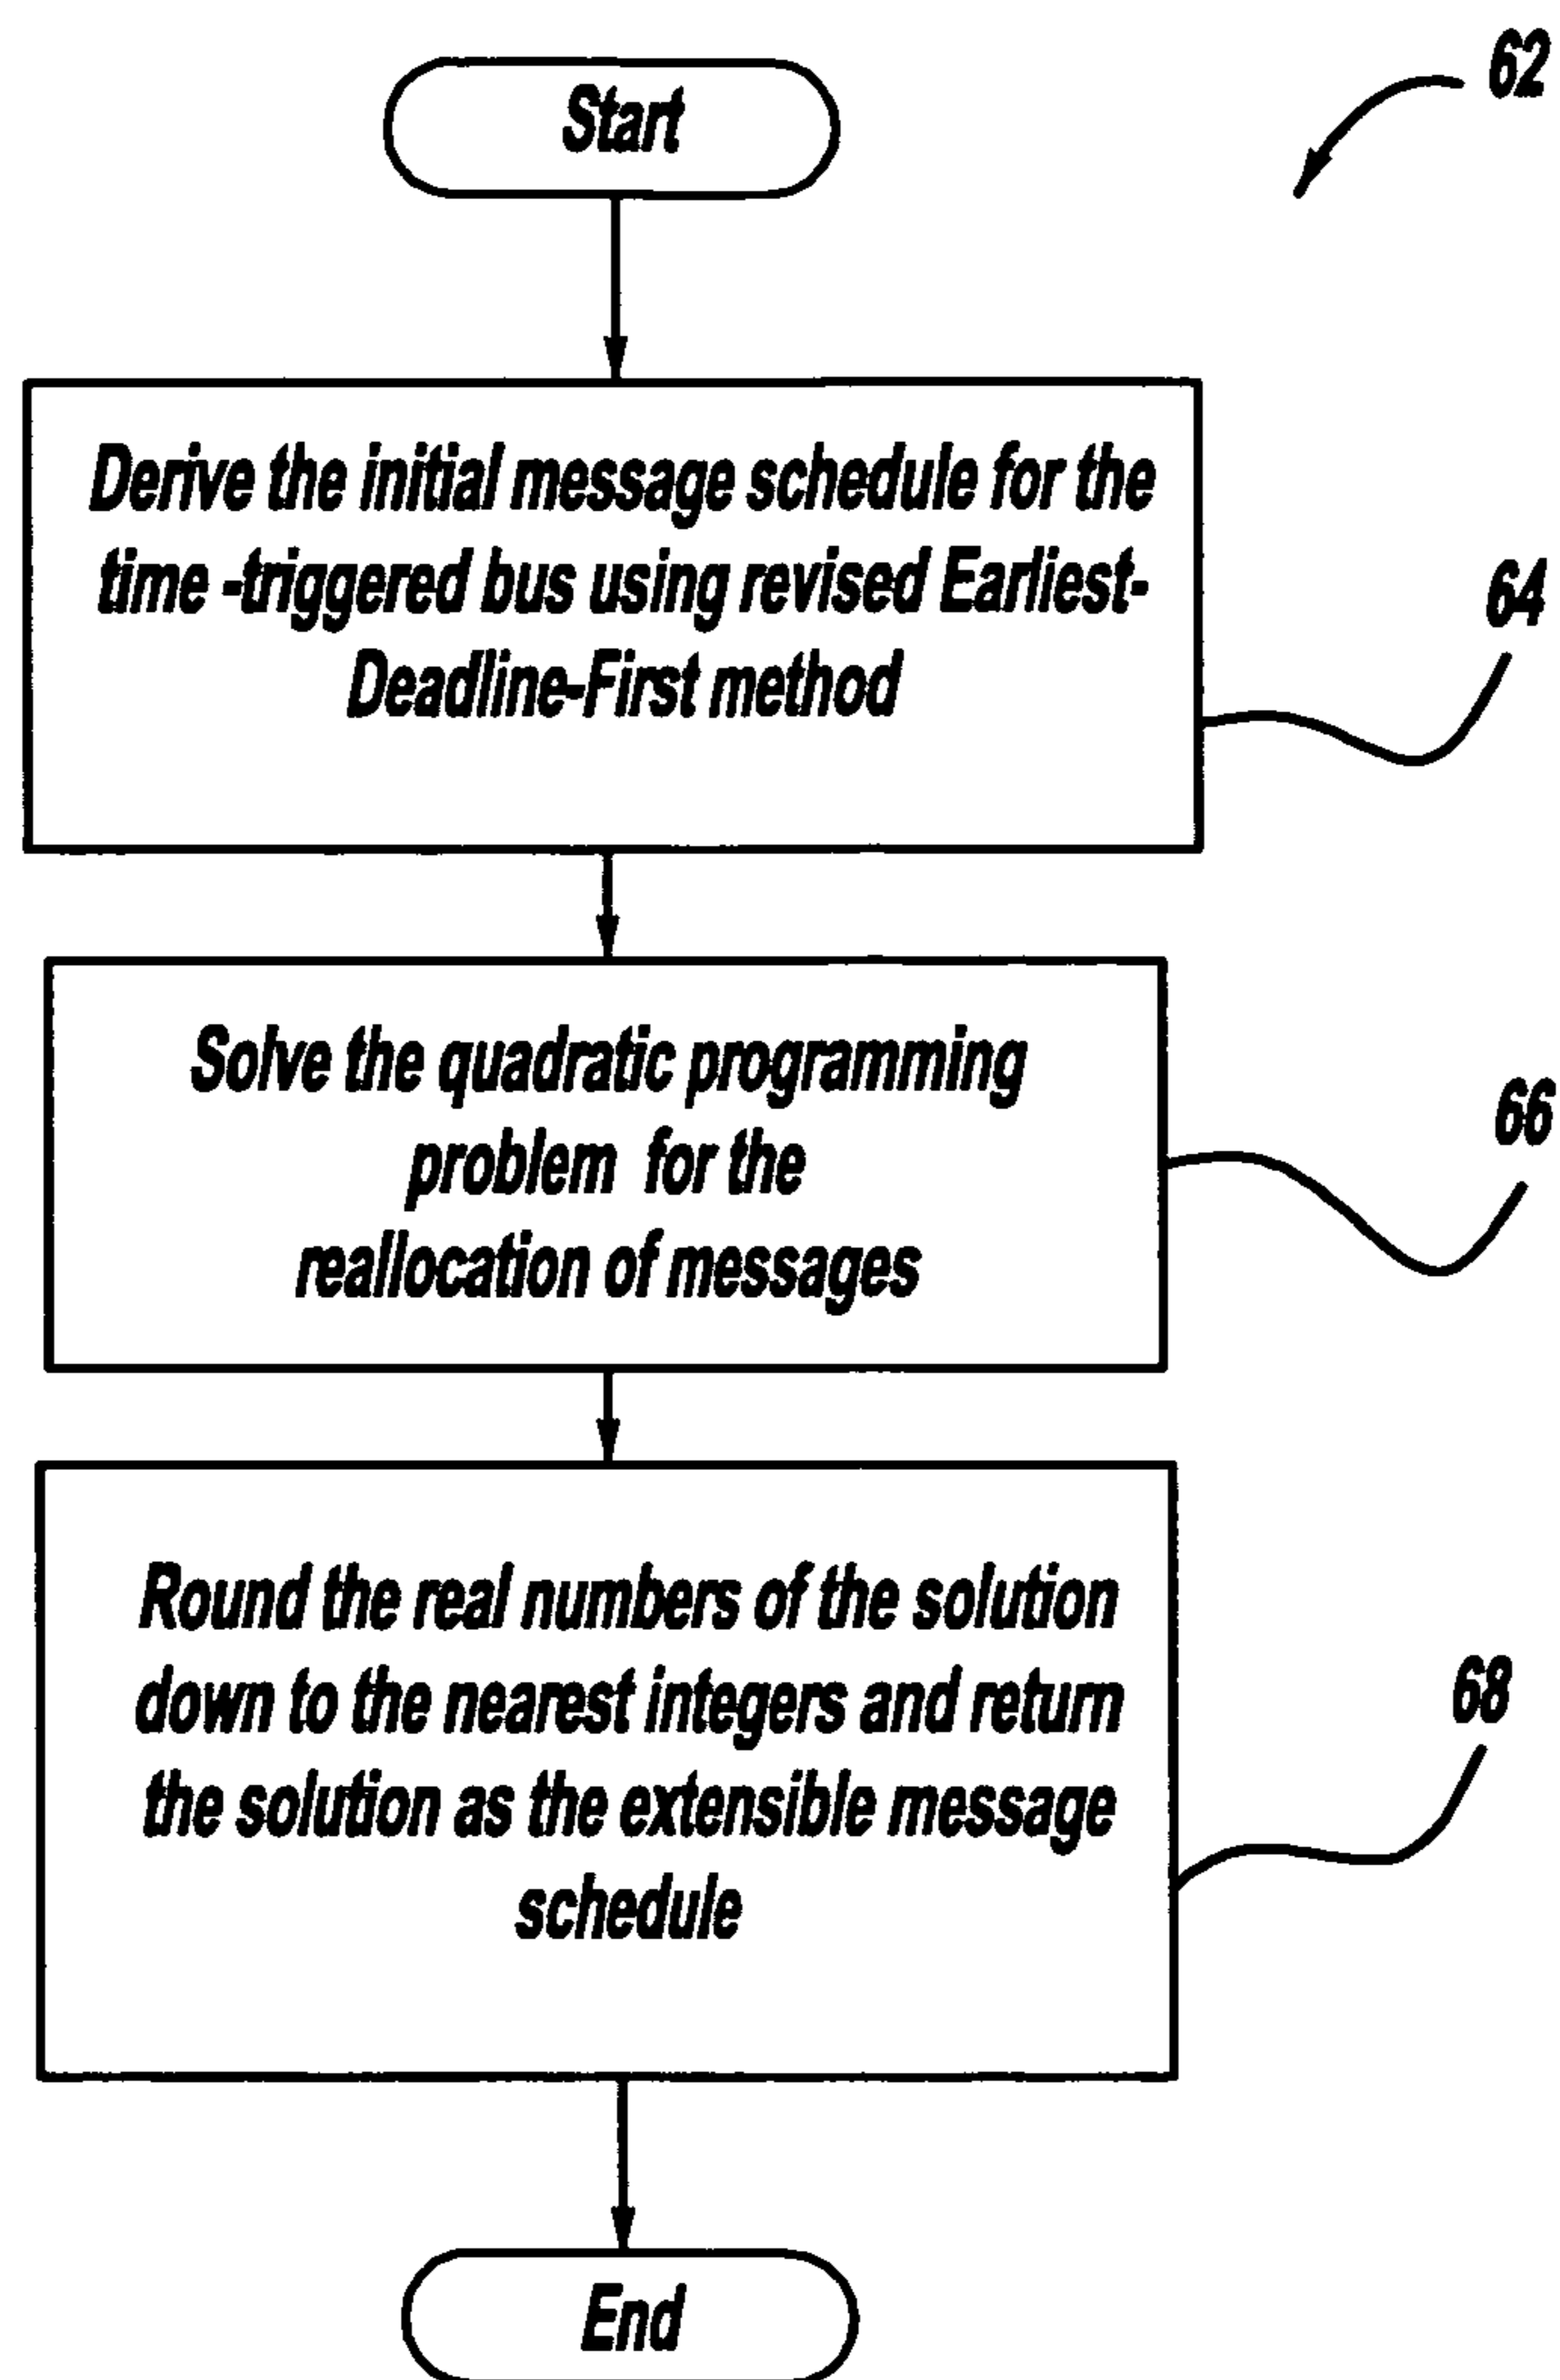 62
Start
Derive the initial message schedule for the
time -triggered bus using revised Earliest-
Deadline-First method
64
Solve the quadratic programming
problem for the
reallocation of messages
66
Round the real numbers of the solution
down to the nearest integers and return
the solution as the extensible message
schedule
68
End